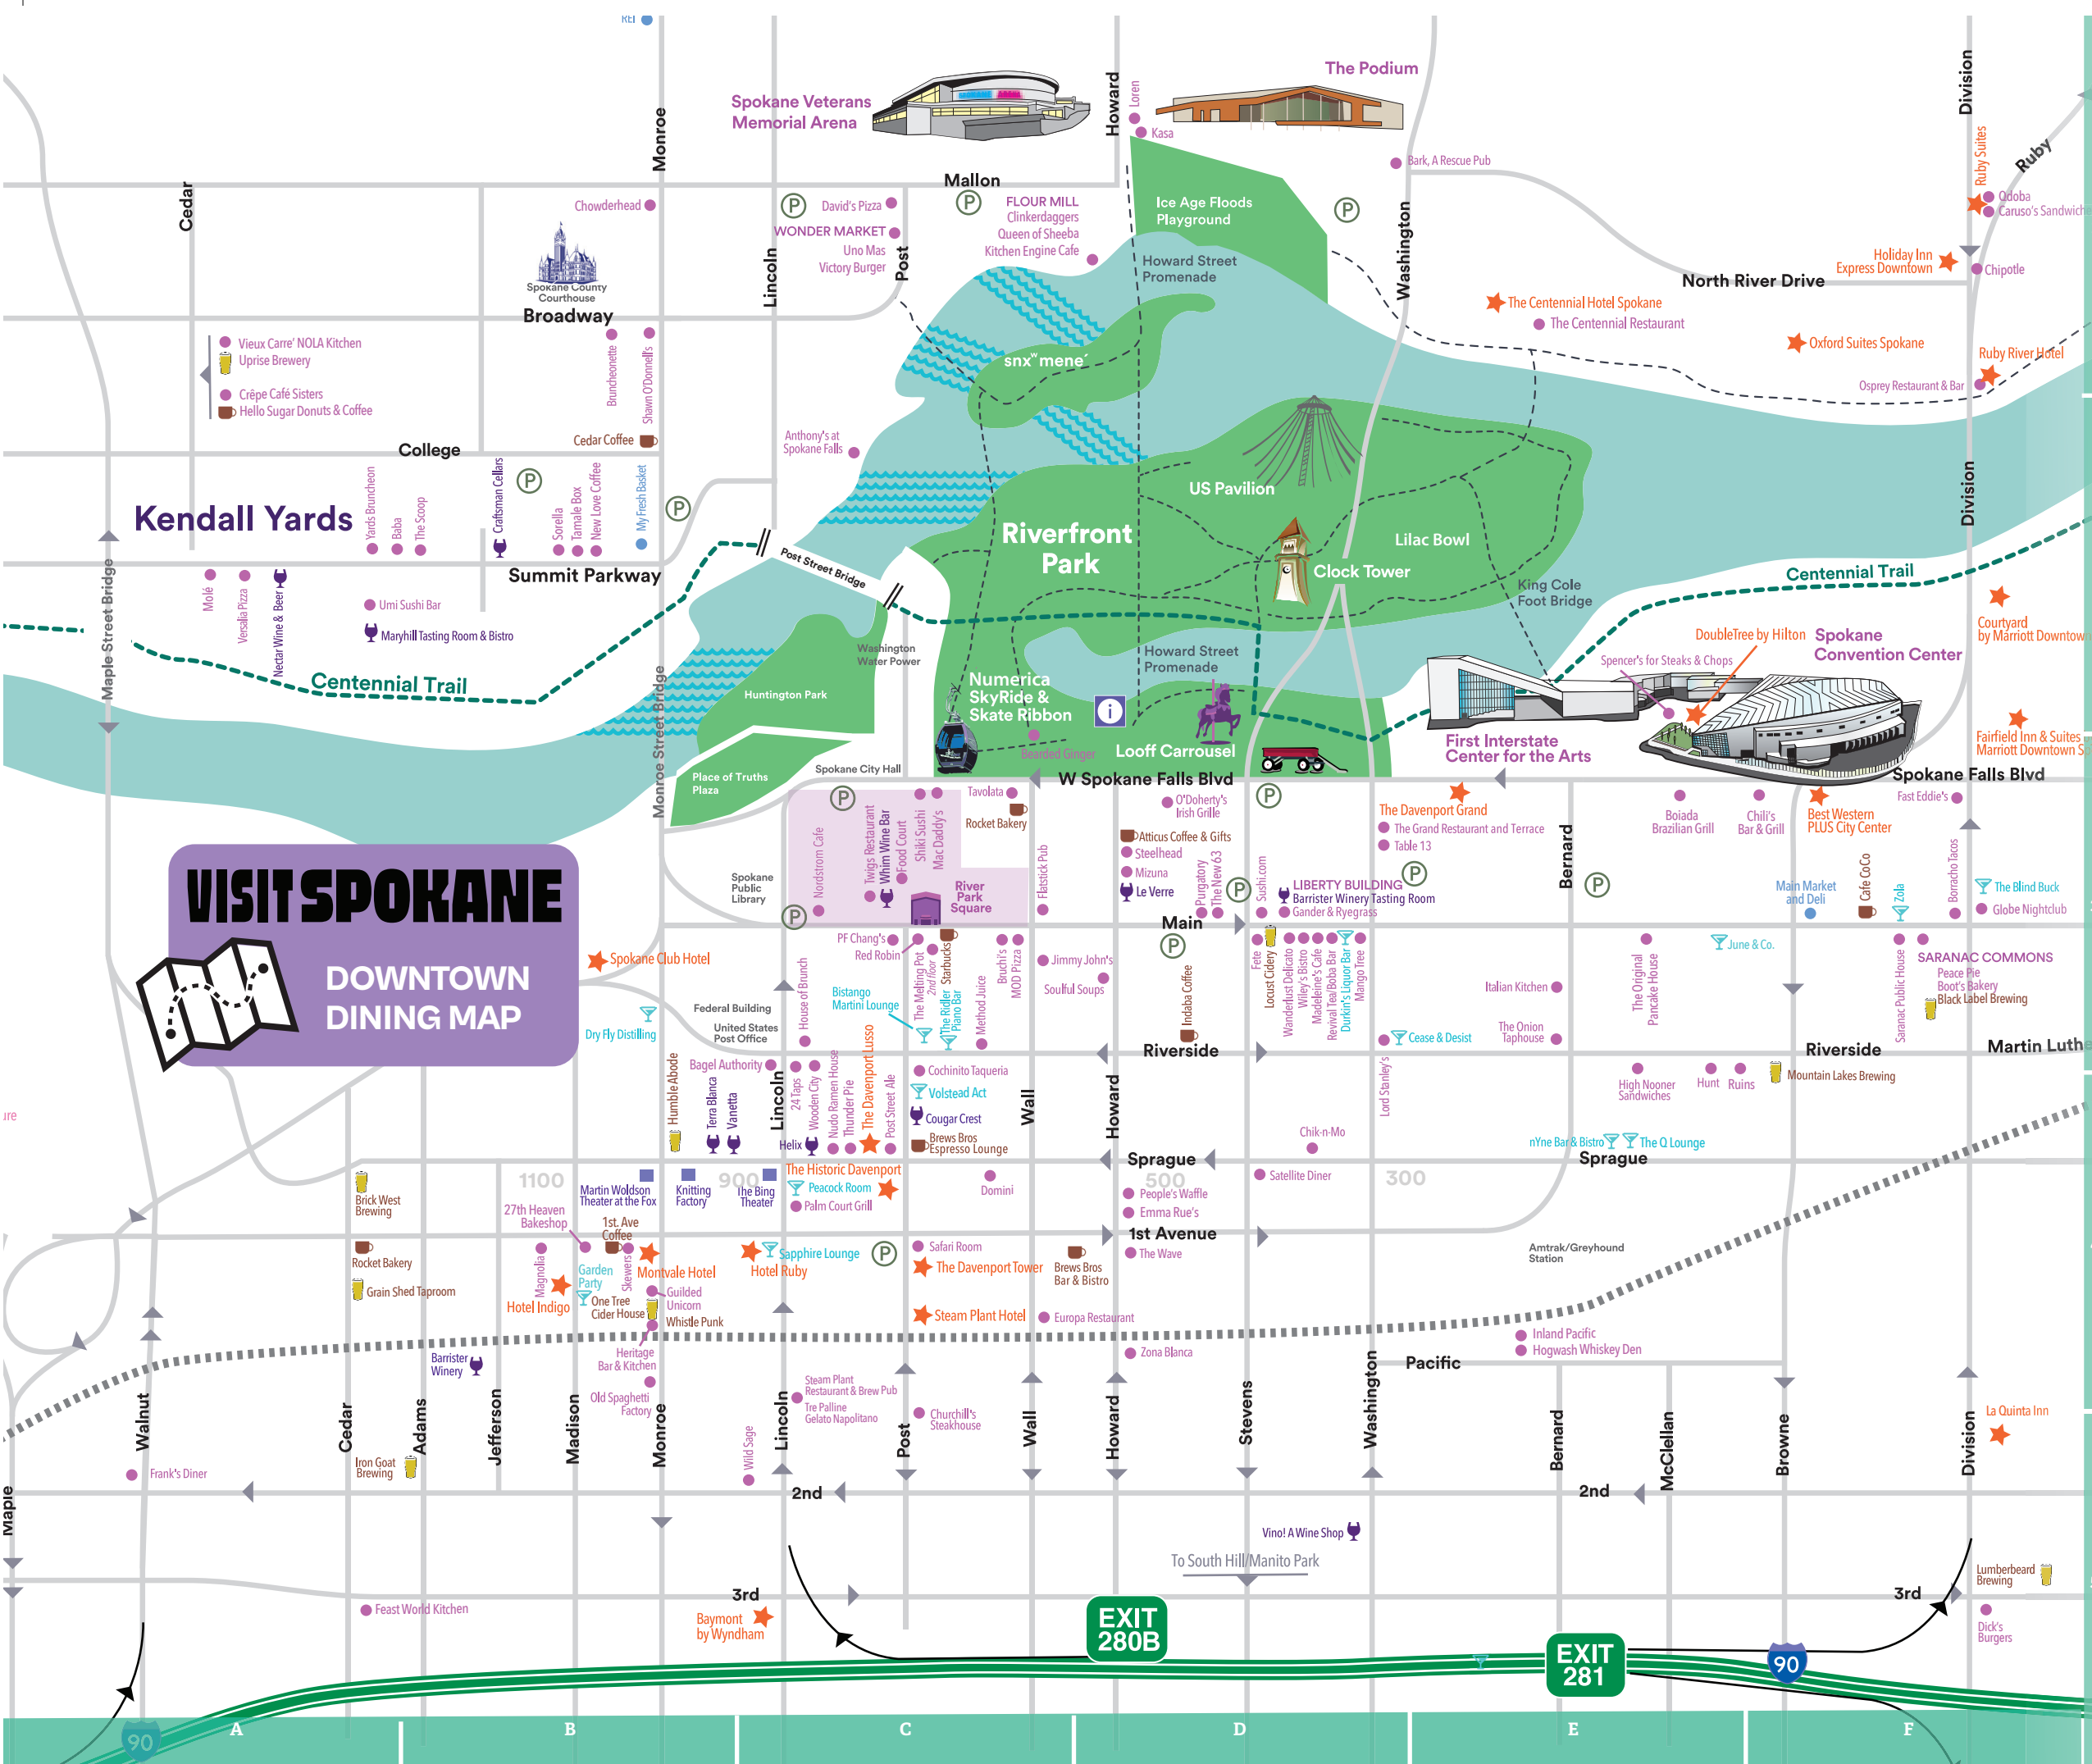 REI
Spokane Veterans
Memorial Arena
The Podium
Howard
Loren
Kasa
Bark, A Rescue Pub
Monroe
Division
Ruby Suites
Ruby
Qdoba
Caruso's Sandwiche
Chipotle
Holiday Inn
Express Downtown
North River Drive
Cedar
Mallon
Chowderhead
Spokane County
Courthouse
Broadway
Lincoln
David's Pizza
WONDER MARKET
Uno Mas
Victory Burger
Post
FLOUR MILL
Clinkerdaggers
Queen of Sheeba
Kitchen Engine Cafe
Ice Age Floods
Playground
Howard Street
Promenade
Washington
The Centennial Hotel Spokane
The Centennial Restaurant
Oxford Suites Spokane
Ruby River Hotel
Osprey Restaurant & Bar
Vieux Carre' NOLA Kitchen
Uprise Brewery
Crêpe Café Sisters
Hello Sugar Donuts & Coffee
Bruncheonette
Shawn O'Donnell's
Cedar Coffee
College
snxʷmeneʹ
Anthony's at
Spokane Falls
Kendall Yards
Yards Bruncheon
Baba
The Scoop
Craftsman Cellars
Sorella
Tamale Box
New Love Coffee
My Fresh Basket
Summit Parkway
Post Street Bridge
US Pavilion
Riverfront
Park
Lilac Bowl
Clock Tower
King Cole
Foot Bridge
Division
Centennial Trail
Maple Street Bridge
Molé
Versalia Pizza
Nectar Wine & Beer
Umi Sushi Bar
Maryhill Tasting Room & Bistro
Centennial Trail
Monroe Street Bridge
Washington
Water Power
Huntington Park
Place of Truths
Plaza
Numerica
SkyRide &
Skate Ribbon
Bearded Ginger
Howard Street
Promenade
i
Looff Carrousel
DoubleTree by Hilton
Spencer's for Steaks & Chops
Spokane
Convention Center
First Interstate
Center for the Arts
Courtyard
by Marriott Downtown
Fairfield Inn & Suites
Marriott Downtown S
Spokane City Hall
W Spokane Falls Blvd
Spokane Falls Blvd
VISIT SPOKANE
DOWNTOWN
DINING MAP
Spokane
Public
Library
Nordstrom Cafe
Twigs Restaurant
Whim Wine Bar
Food Court
Shiki Sushi
Mac Daddy's
River
Park
Square
Tavolata
Rocket Bakery
Flatstick Pub
O'Doherty's
Irish Grille
Atticus Coffee & Gifts
Steelhead
Mizuna
Le Verre
Purgatory
The New 63
Sushi.com
LIBERTY BUILDING
Barrister Winery Tasting Room
Gander & Ryegrass
The Davenport Grand
The Grand Restaurant and Terrace
Table 13
Bernard
Boiada
Brazilian Grill
Chili's
Bar & Grill
Best Western
PLUS City Center
Fast Eddie's
Main Market
and Deli
Cafe CoCo
Zola
Borracho Tacos
The Blind Buck
Globe Nightclub
Main
Spokane Club Hotel
Dry Fly Distilling
Federal Building
United States
Post Office
House of Brunch
PF Chang's
Red Robin
Bistango
Martini Lounge
The Melting Pot
2nd floor
Starbucks
The Ridler
Piano Bar
Method Juice
Bruchi's
MOD Pizza
Jimmy John's
Soulful Soups
Indaba Coffee
Fete
Locust Cidery
Wanderlust Delicato
Wiley's Bistro
Madeleine's Cafe
Revival Tea/Boba Bar
Durkin's Liquor Bar
Mango Tree
Italian Kitchen
The Onion
Taphouse
The Original
Pancake House
June & Co.
Saranac Public House
SARANAC COMMONS
Peace Pie
Boot's Bakery
Black Label Brewing
Cease & Desist
Lord Stanley's
Riverside
Riverside
Martin Luthe
Humble Abode
Terra Blanca
Vanetta
Bagel Authority
Lincoln
24 Taps
Wooden City
Helix
Nudo Ramen House
Thunder Pie
The Davenport Lusso
Post Street Ale
Cochinito Taqueria
Volstead Act
Cougar Crest
Brews Bros
Espresso Lounge
Wall
Howard
Chik-n-Mo
High Nooner
Sandwiches
Hunt
Ruins
Mountain Lakes Brewing
nYne Bar & Bistro
The Q Lounge
Sprague
Sprague
1100
900
500
300
Brick West
Brewing
Martin Woldson
Theater at the Fox
Knitting
Factory
The Bing
Theater
The Historic Davenport
Peacock Room
Palm Court Grill
Domini
People's Waffle
Emma Rue's
Satellite Diner
1st Avenue
27th Heaven
Bakeshop
1st. Ave
Coffee
Rocket Bakery
Grain Shed Taproom
Magnolia
Hotel Indigo
Garden
Party
Skewers
One Tree
Cider House
Montvale Hotel
Guilded
Unicorn
Whistle Punk
Sapphire Lounge
Hotel Ruby
Safari Room
The Davenport Tower
Steam Plant Hotel
Brews Bros
Bar & Bistro
The Wave
Europa Restaurant
Zona Blanca
Amtrak/Greyhound
Station
Inland Pacific
Hogwash Whiskey Den
Pacific
Barrister
Winery
Heritage
Bar & Kitchen
Old Spaghetti
Factory
Steam Plant
Restaurant & Brew Pub
Tre Palline
Gelato Napolitano
Churchill's
Steakhouse
Wild Sage
Maple
Walnut
Cedar
Adams
Jefferson
Madison
Monroe
Lincoln
Post
Wall
Howard
Stevens
Washington
Bernard
McClellan
Browne
Division
La Quinta Inn
Frank's Diner
Iron Goat
Brewing
2nd
2nd
Vino! A Wine Shop
To South Hill/Manito Park
3rd
3rd
Feast World Kitchen
Baymont
by Wyndham
Lumberbeard
Brewing
Dick's
Burgers
EXIT
280B
EXIT
281
90
90
A
B
C
D
E
F